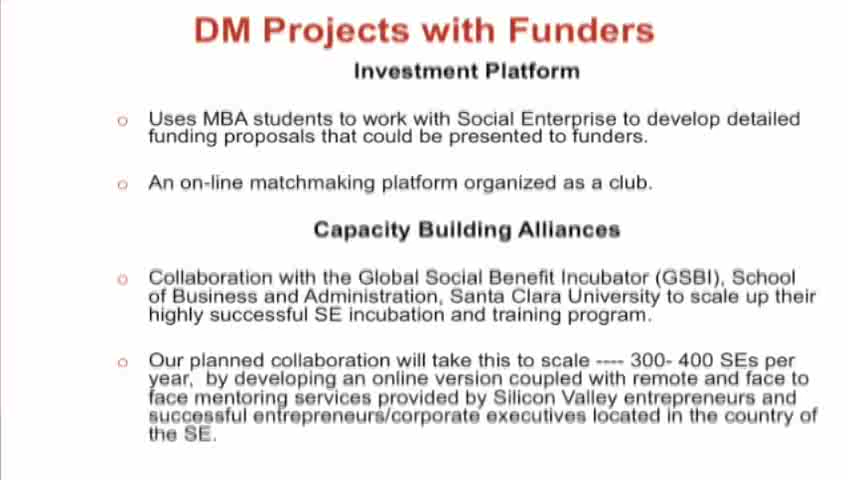 DM Projects with Funders
Investment Platform
o Uses MBA students to work with Social Enterprise to develop detailed
funding proposals that could be presented to funders.
o An on-line matchmaking platform organized as a club.
Capacity Building Alliances
o Collaboration with the Global Social Benefit Incubator (GSBI), School
of Business and Administration, Santa Clara University to scale up their
highly successful SE incubation and training program.
o Our planned collaboration will take this to scale ---- 300- 400 SEs per
year, by developing an online version coupled with remote and face to
face mentoring services provided by Silicon Valley entrepreneurs and
successful entrepreneurs/corporate executives located in the country of
the SE.